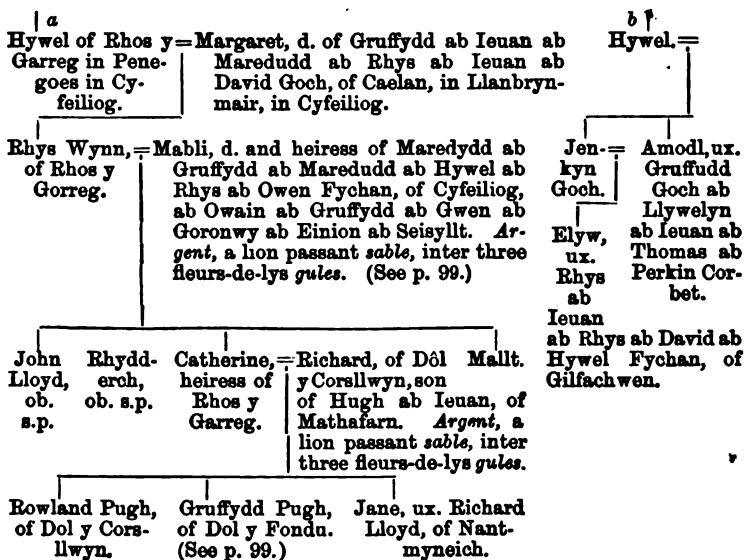 a
Hywel of Rhos y = Margaret, d. of Gruffydd ab Ieuan ab
Garreg in Pene-
goes in Cy-
feiliog.
Maredudd ab Rhys ab Ieuan ab
David Goch, of Caelan, in Llanbryn-
mair, in Cyfeiliog.
b
Hywel. =
Rhys Wynn, = Mabli, d. and heiress of Maredydd ab
of Rhos y
Gorreg.
Gruffydd ab Maredudd ab Hywel ab
Rhys ab Owen Fychan, of Cyfeiliog,
ab Owain ab Gruffydd ab Gwen ab
Goronwy ab Einion ab Seisyllt. Ar-
gent, a lion passant sable, inter three
fleurs-de-lys gules. (See p. 99.)
Jen- =
kyn
Goch.
Amodl, ux.
Gruffudd
Goch ab
Llywelyn
ab Ieuan ab
Thomas ab
Perkin Cor-
bet.
Elyw,
ux.
Rhys
ab
Ieuan
ab Rhys ab David ab
Hywel Fychan, of
Gilfachwen.
John
Lloyd,
ob.
s.p.
Rhydd-
erch,
ob. s.p.
Catherine, = Richard, of Dôl
heiress of
Rhos y
Garreg.
y Corsllwyn, son
of Hugh ab Ieuan, of
Mathafarn. Argent, a
lion passant sable, inter
three fleurs-de-lys gules.
Mallt.
Rowland Pugh,
of Dol y Cors-
llwyn.
Gruffydd Pugh,
of Dol y Fondu.
(See p. 99.)
Jane, ux. Richard
Lloyd, of Nant-
myneich.